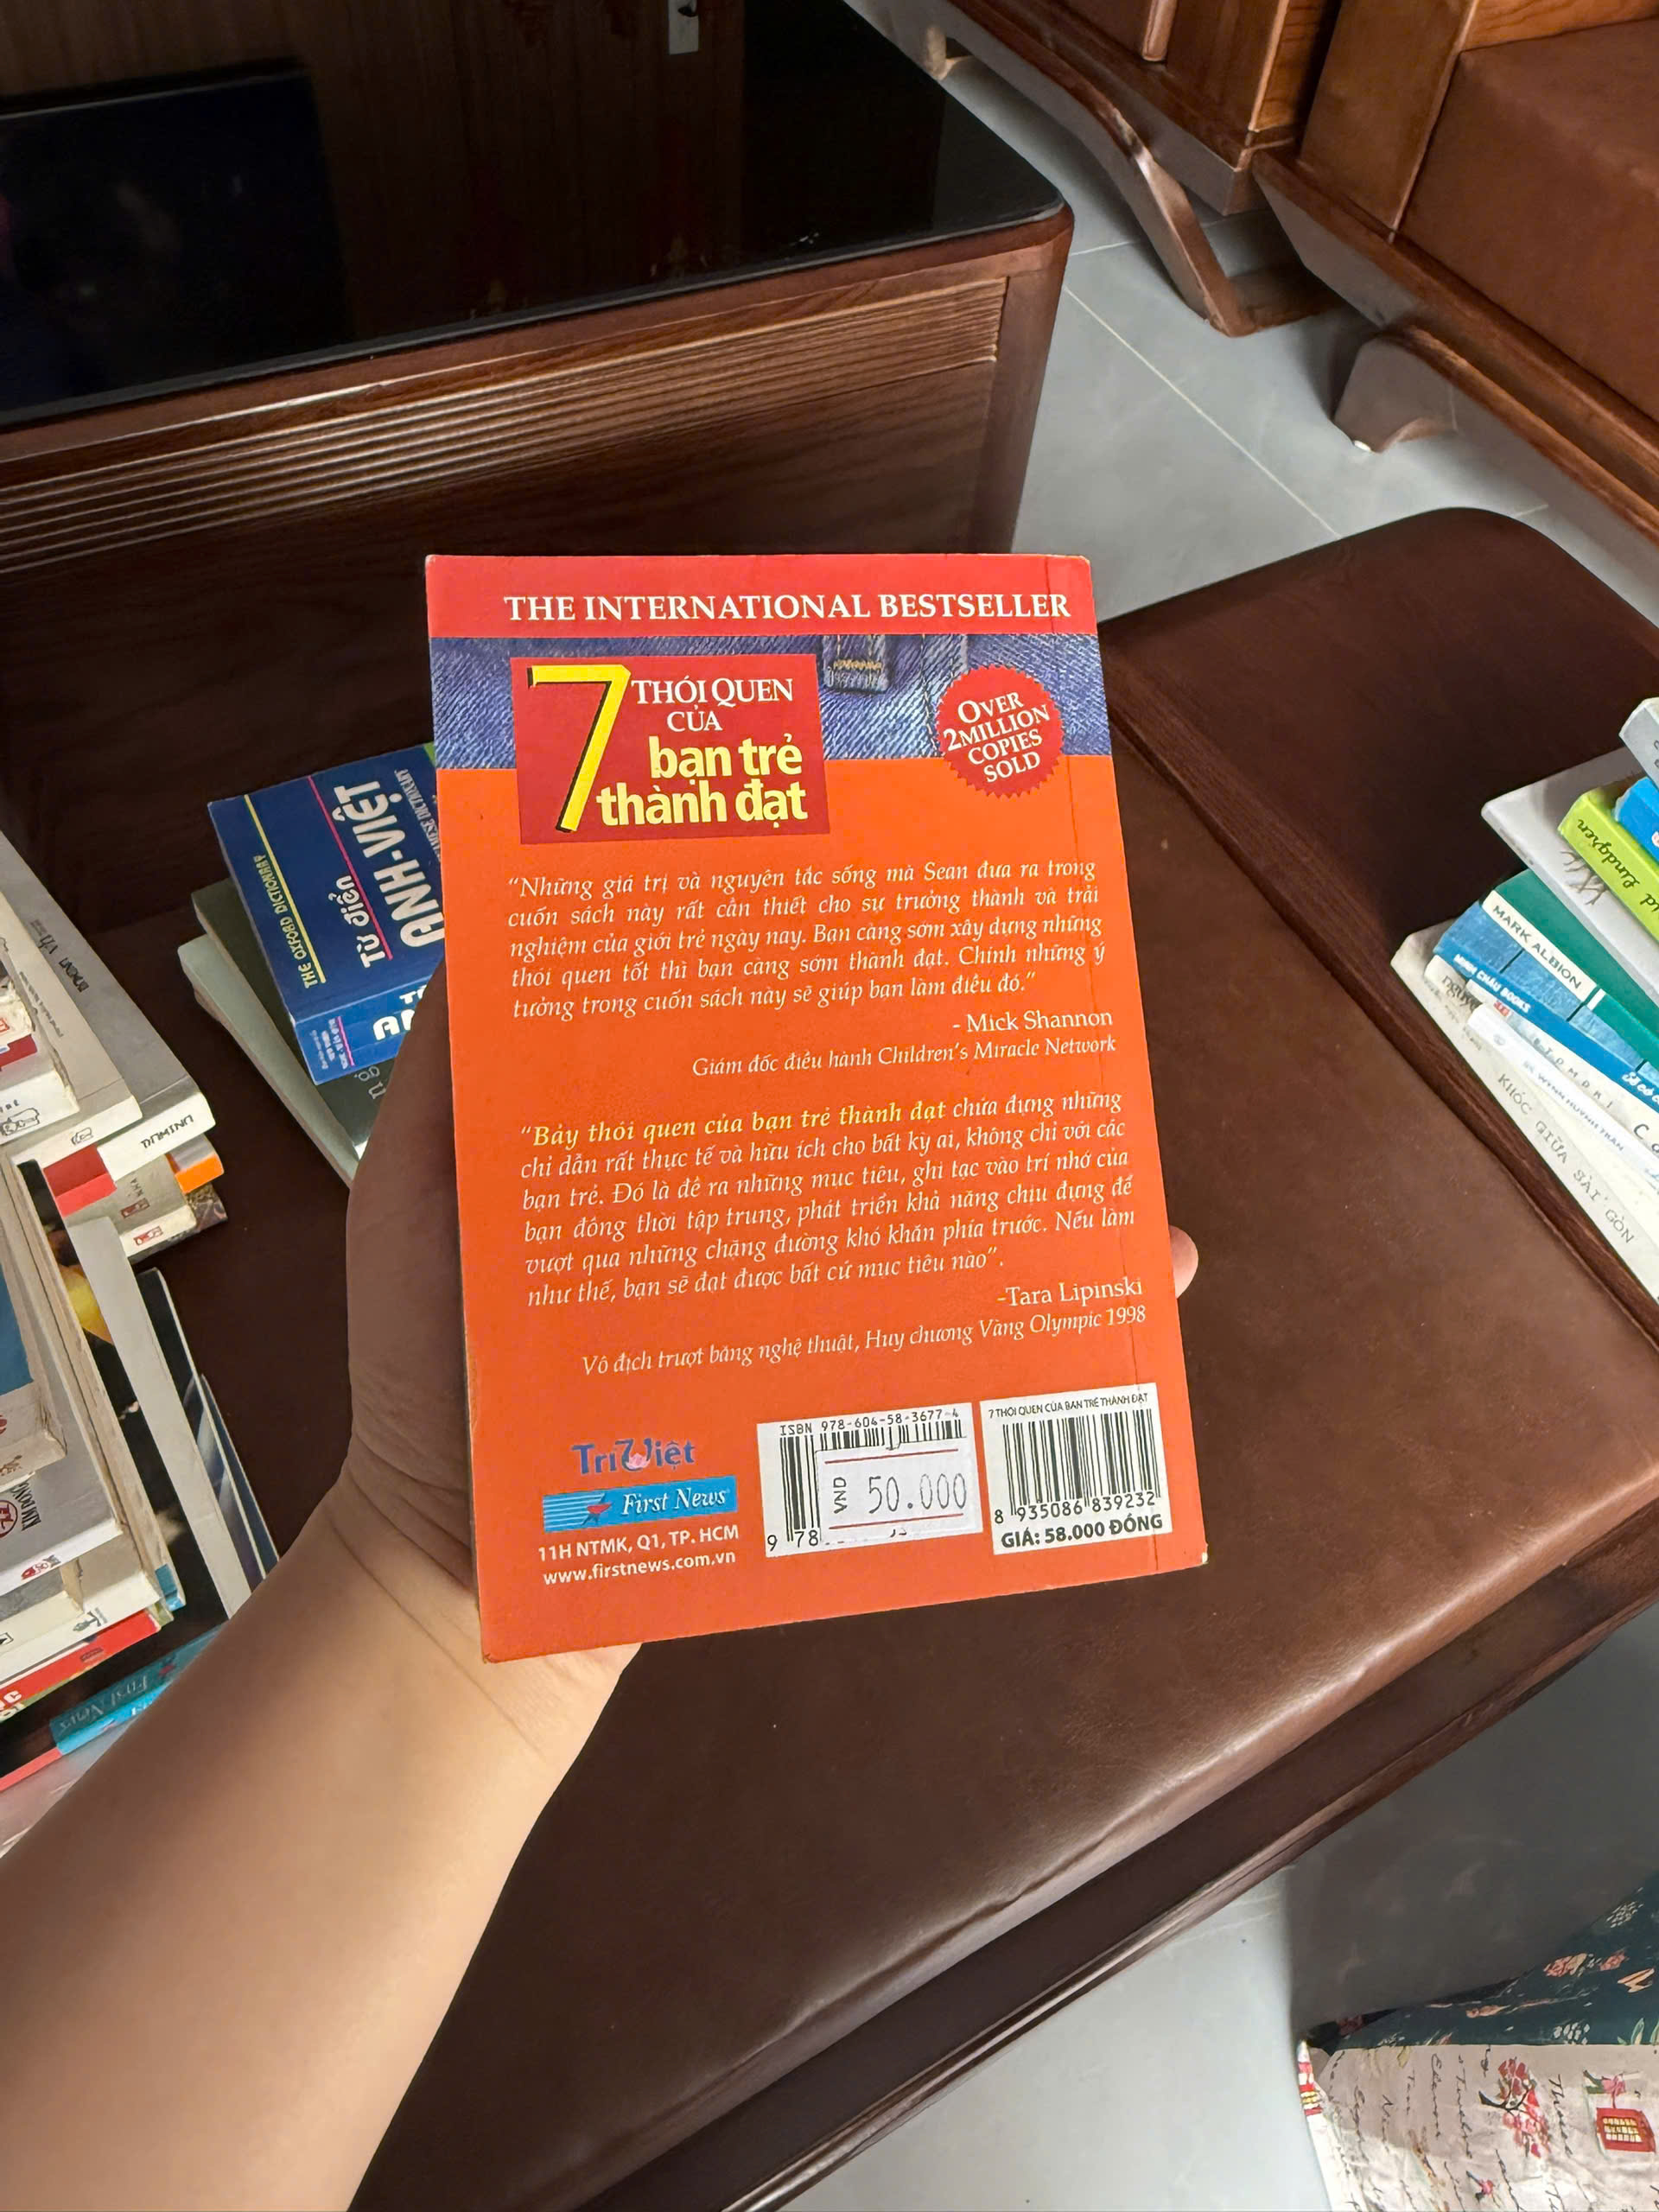 THE INTERNATIONAL BESTSELLER
7 THÓI QUEN
CỦA
bạn trẻ
thành đạt
OVER
2MILLION
COPIES
SOLD
“Những giá trị và nguyên tắc sống mà Sean đưa ra trong
cuốn sách này rất cần thiết cho sự trưởng thành và trải
nghiệm của giới trẻ ngày nay. Bạn càng sớm xây dựng những
thói quen tốt thì bạn càng sớm thành đạt. Chính những ý
tưởng trong cuốn sách này sẽ giúp bạn làm điều đó.”
- Mick Shannon
Giám đốc điều hành Children’s Miracle Network
“Bảy thói quen của bạn trẻ thành đạt chứa đựng những
chỉ dẫn rất thực tế và hữu ích cho bất kỳ ai, không chỉ với các
bạn trẻ. Đó là đề ra những mục tiêu, ghi tạc vào trí nhớ của
bạn đồng thời tập trung, phát triển khả năng chịu đựng để
vượt qua những chặng đường khó khăn phía trước. Nếu làm
như thế, bạn sẽ đạt được bất cứ mục tiêu nào”.
-Tara Lipinski
Vô địch trượt băng nghệ thuật, Huy chương Vàng Olympic 1998
Trí Việt
First News
11H NTMK, Q1, TP. HCM
www.firstnews.com.vn
ISBN 978-604-58-3677-4
VND 50.000
9 78
7 THÓI QUEN CỦA BẠN TRẺ THÀNH ĐẠT
8 935086 839232
GIÁ: 58.000 ĐỒNG
THE OXFORD DICTIONARY
TỪ điển
ANH-VIỆT
DUMINU
First News
Lindgren
MARK ALBION
MINH CHÂU BOOKS
KHÓC GIỮA SÀI GÒN